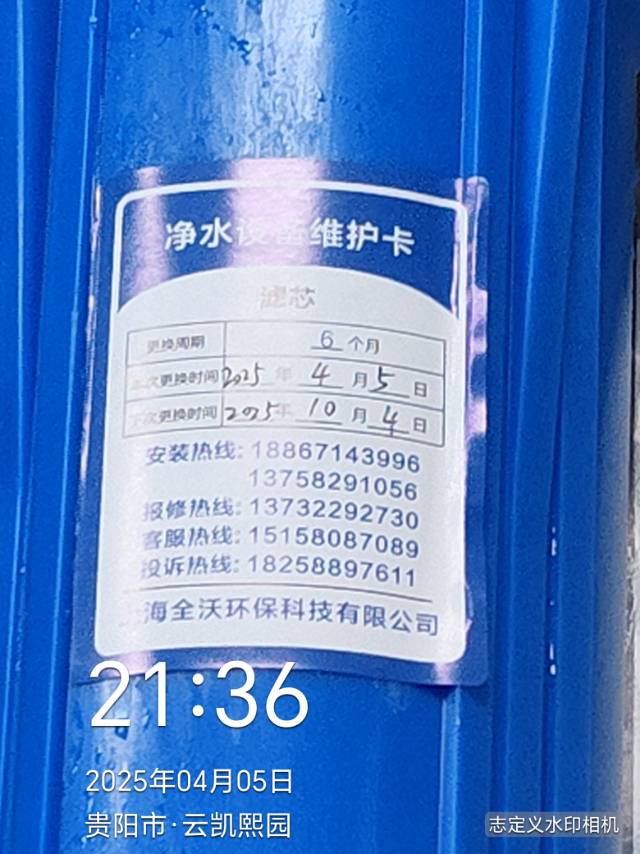 净水设备维护卡
滤芯
更换周期 6 个月
本次更换时间 2025 年 4 月 5 日
下次更换时间 2025 年 10 月 4 日
安装热线: 18867143996
13758291056
报修热线: 13732292730
客服热线: 15158087089
投诉热线: 18258897611
上海全沃环保科技有限公司
21:36
2025年04月05日
贵阳市·云凯熙园
志定义水印相机